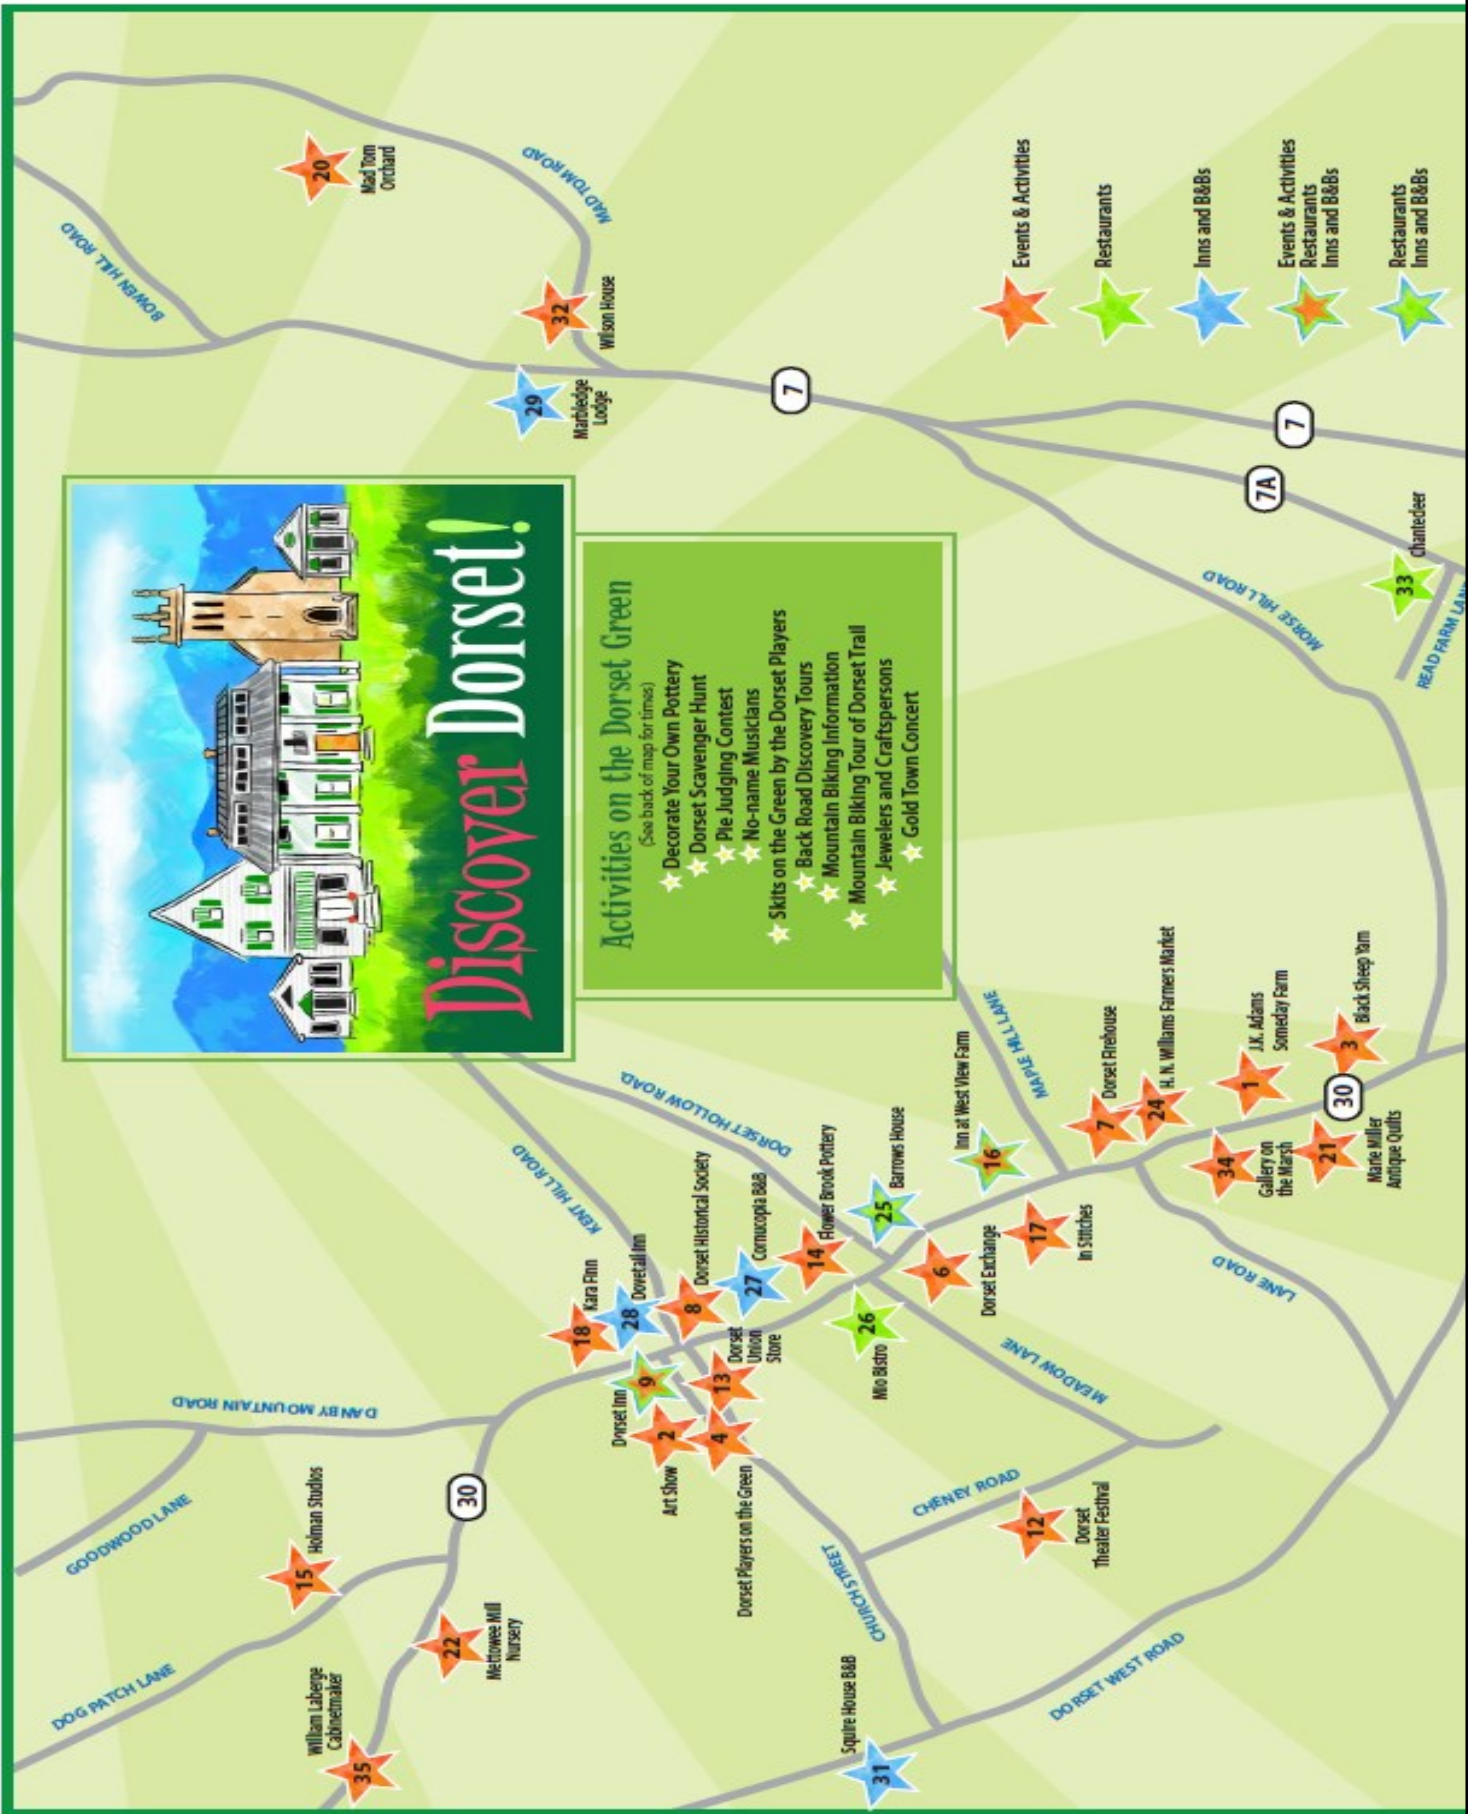 Discover Dorset!
Activities on the Dorset Green
(See back of map for times)
Decorate Your Own Pottery
Dorset Scavenger Hunt
Pie Judging Contest
No-name Musicians
Skits on the Green by the Dorset Players
Back Road Discovery Tours
Mountain Biking Information
Mountain Biking Tour of Dorset Trail
Jewelers and Craftspersons
Gold Town Concert
Events & Activities
Restaurants
Inns and B&Bs
Events & Activities
Restaurants
Inns and B&Bs
Restaurants
Inns and B&Bs
BOWEN HILL ROAD
20
Mad Tom
Orchard
MAD TOM ROAD
32
Wilson House
29
Marbledge
Lodge
7
7
7A
33
Chantecleer
MORSE HILL ROAD
READ FARM LAN
MAPLE HILL LANE
DORSET HOLLOW ROAD
KENT HILL ROAD
DANBY MOUNTAIN ROAD
GOODWOOD LANE
DOG PATCH LANE
15
Holman Studios
30
22
Mettowee Mill
Nursery
35
William Laberge
Cabinetmaker
18
Kara Finn
28
Dovetail Inn
8
Dorset Historical Society
27
Cornucopia B&B
14
Flower Brook Pottery
25
Barrows House
16
Inn at West View Farm
7
Dorset Firehouse
24
H. N. Williams Farmers Market
1
J.K. Adams
Someday Farm
3
Black Sheep Yarn
30
21
Marie Miller
Antique Quilts
34
Gallery on
the Marsh
17
In Stitches
6
Dorset Exchange
26
Mio Bistro
13
Dorset
Union
Store
9
Dorset Inn
2
Art Show
4
Dorset Players on the Green
12
Dorset
Theater Festival
31
Squire House B&B
CHURCH STREET
CHENEY ROAD
MEADOW LANE
LANE ROAD
DORSET WEST ROAD